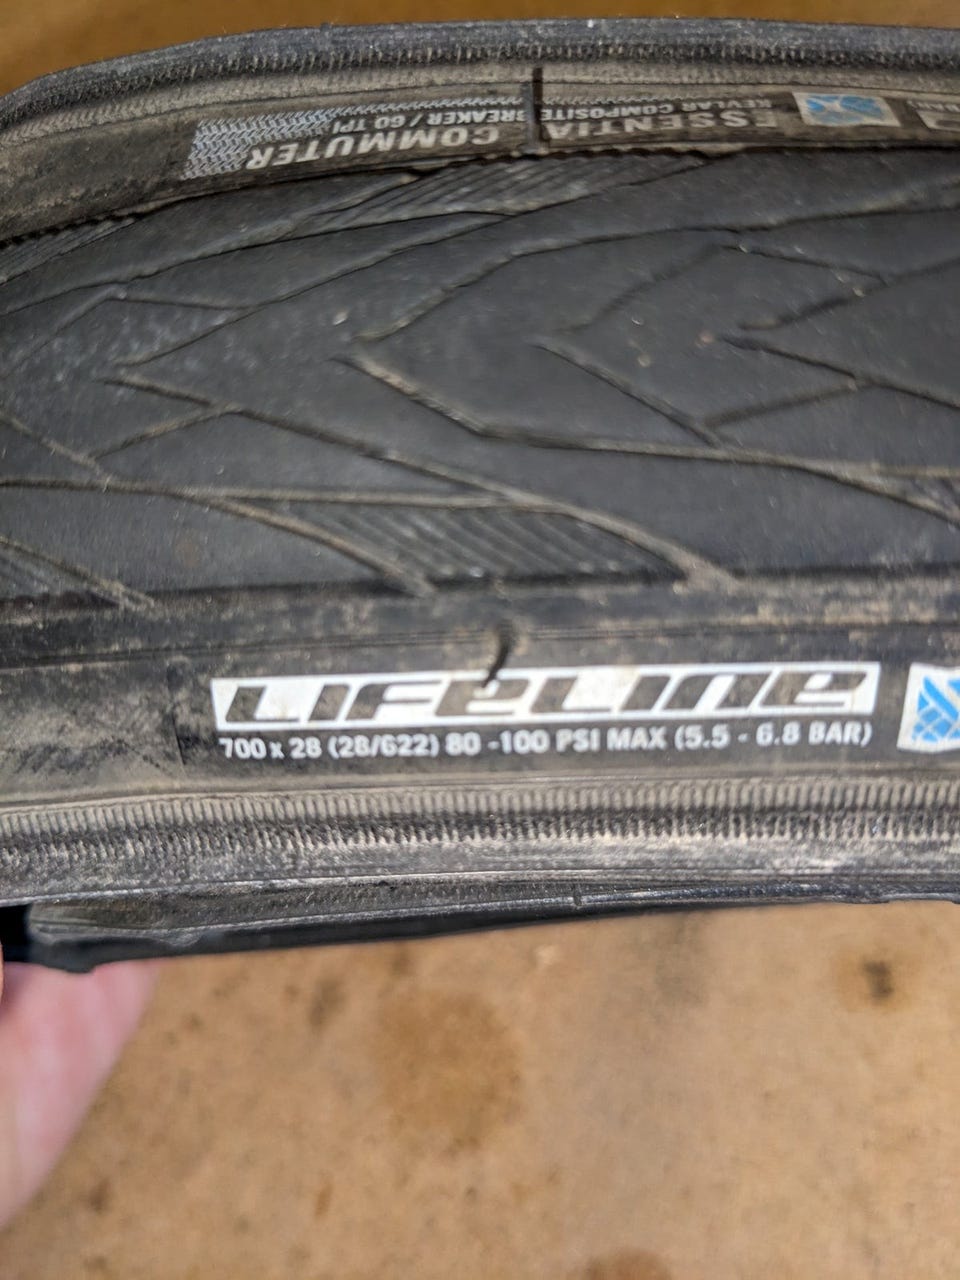 ESSENTIAL COMMUTER
KEVLAR COMPOSITE BREAKER / 60 TPI
LIFELINE
700 x 28 (28/622) 80 -100 PSI MAX (5.5 - 6.8 BAR)